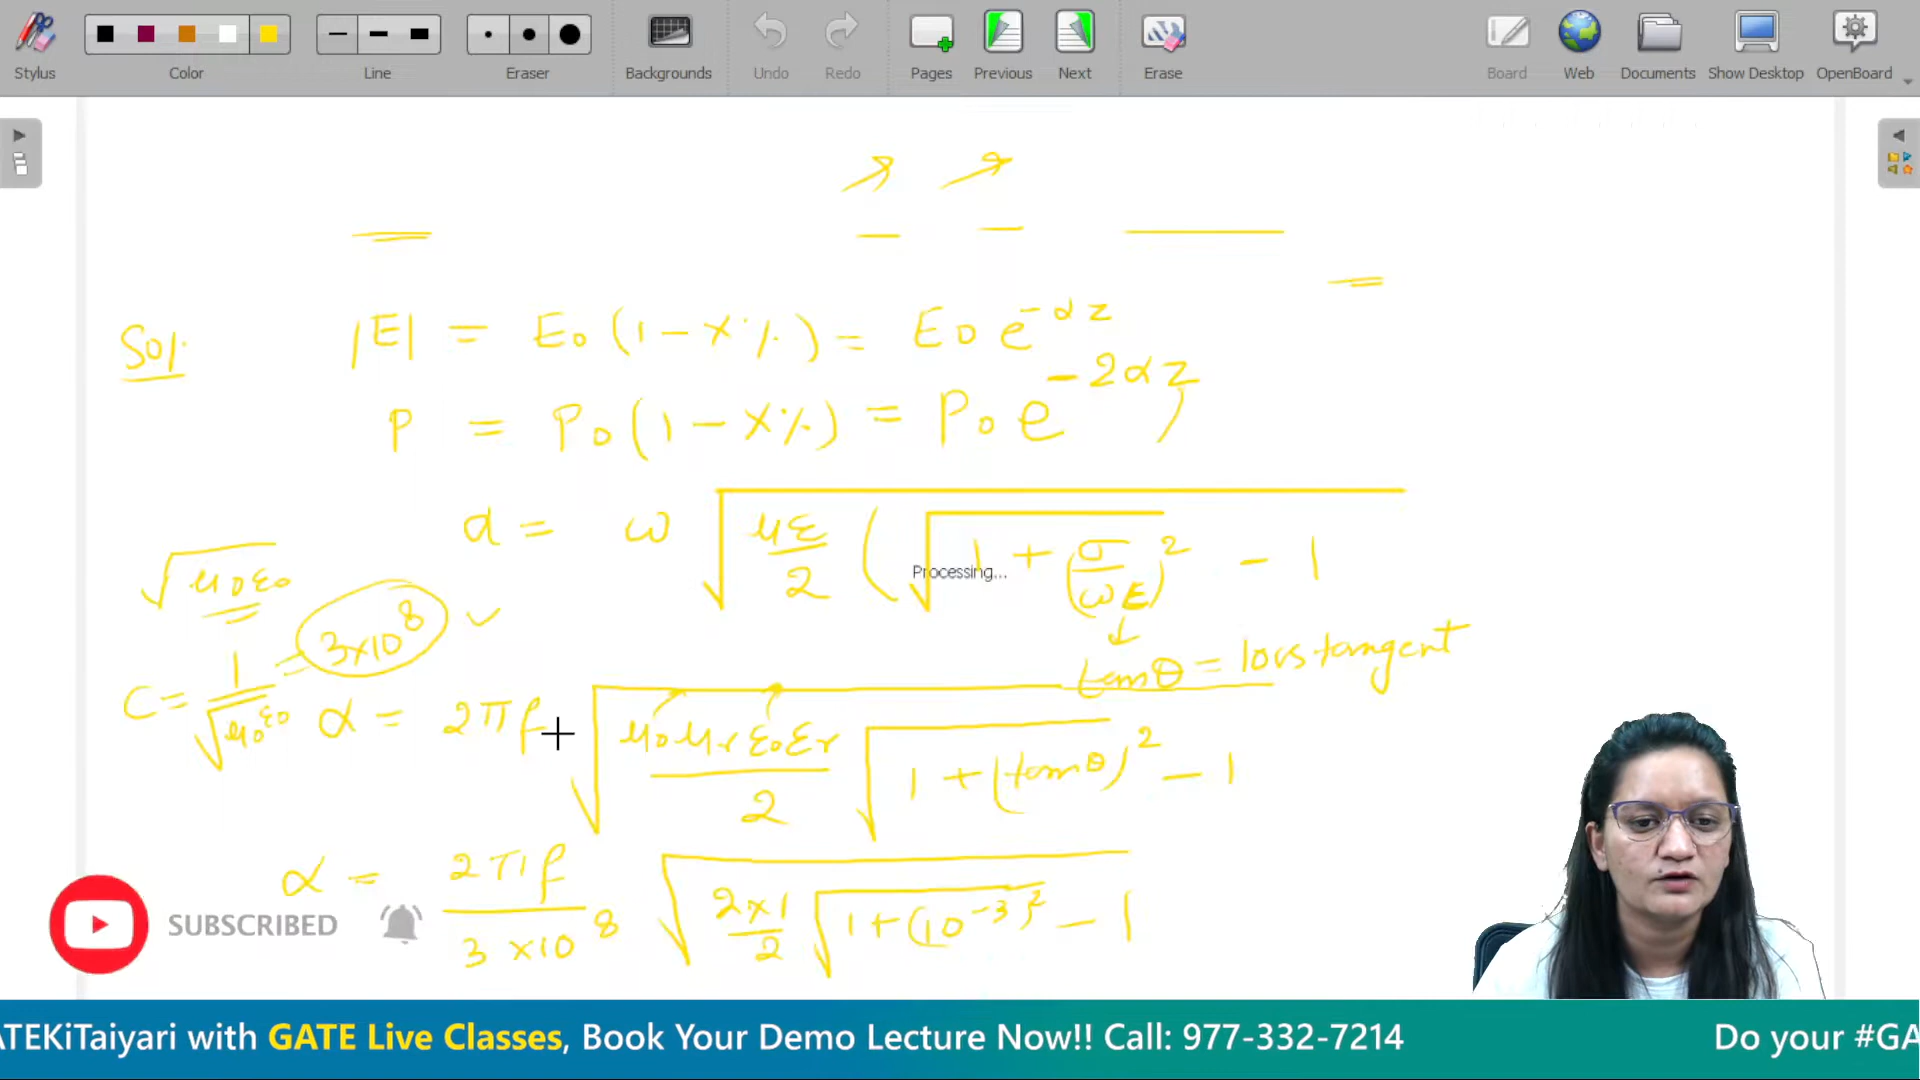 Stylus Color Line Eraser Backgrounds Undo Redo Pages Previous Next Erase Board Web Documents Show Desktop OpenBoard
Sol.
|E| = E₀(1-X%) = E₀ e^{-αz}
P = P₀(1-X%) = P₀ e^{-2αz}
α = ω √(με/2 (√(1+(σ/ωε)²) - 1
Processing...
√μ₀ε₀
C = 1/√μ₀ε₀ = 3×10⁸ ✓
tanθ = loss tangent
α = 2πf √(μ₀μᵣε₀εᵣ/2 √(1+(tanθ)²) - 1
α = 2πf/3×10⁸ √(2×1/2 √(1+(10⁻³)²) - 1
SUBSCRIBED
ATEKiTaiyari with GATE Live Classes, Book Your Demo Lecture Now!! Call: 977-332-7214 Do your #GA